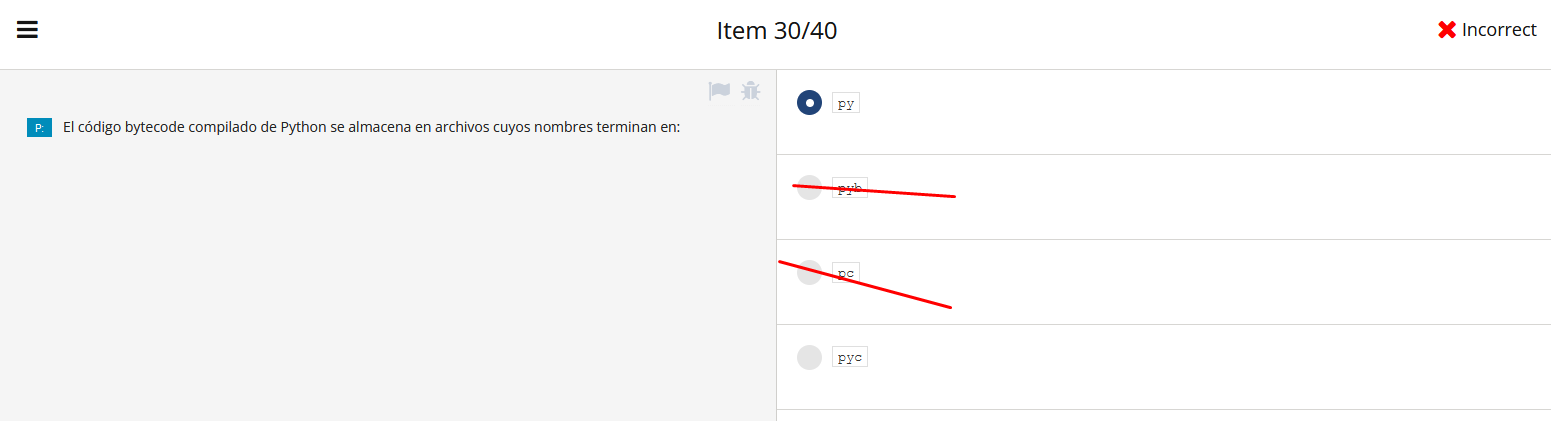 Item 30/40
Incorrect
P: El código bytecode compilado de Python se almacena en archivos cuyos nombres terminan en:
py
pyb
pc
pyc